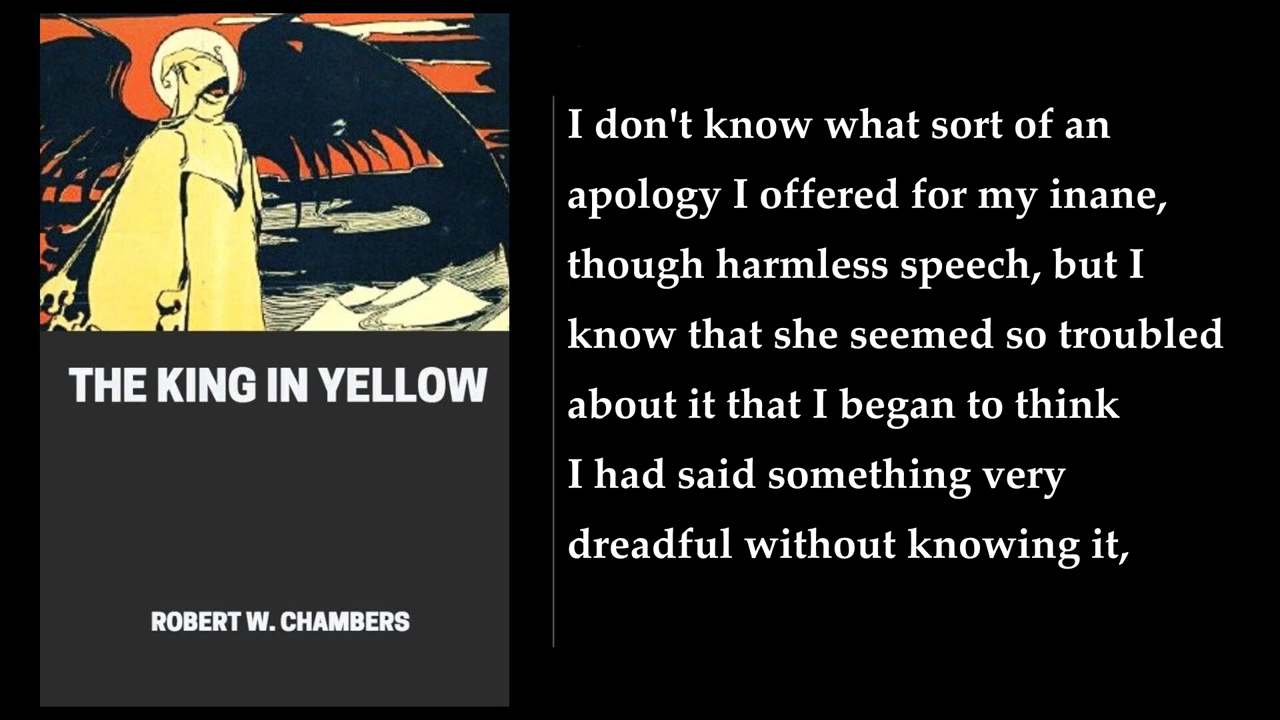 THE KING IN YELLOW
ROBERT W. CHAMBERS
I don't know what sort of an
apology I offered for my inane,
though harmless speech, but I
know that she seemed so troubled
about it that I began to think
I had said something very
dreadful without knowing it,